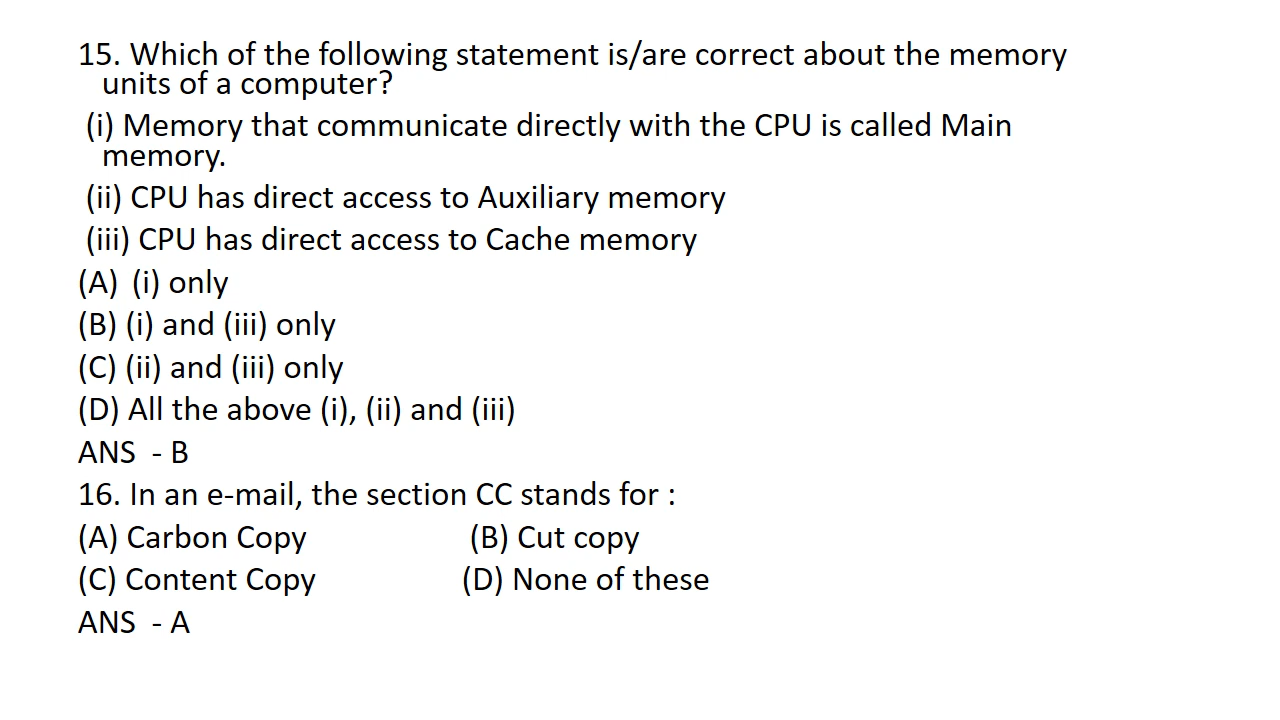 15. Which of the following statement is/are correct about the memory
units of a computer?
(i) Memory that communicate directly with the CPU is called Main
memory.
(ii) CPU has direct access to Auxiliary memory
(iii) CPU has direct access to Cache memory
(A) (i) only
(B) (i) and (iii) only
(C) (ii) and (iii) only
(D) All the above (i), (ii) and (iii)
ANS - B
16. In an e-mail, the section CC stands for :
(A) Carbon Copy (B) Cut copy
(C) Content Copy (D) None of these
ANS - A